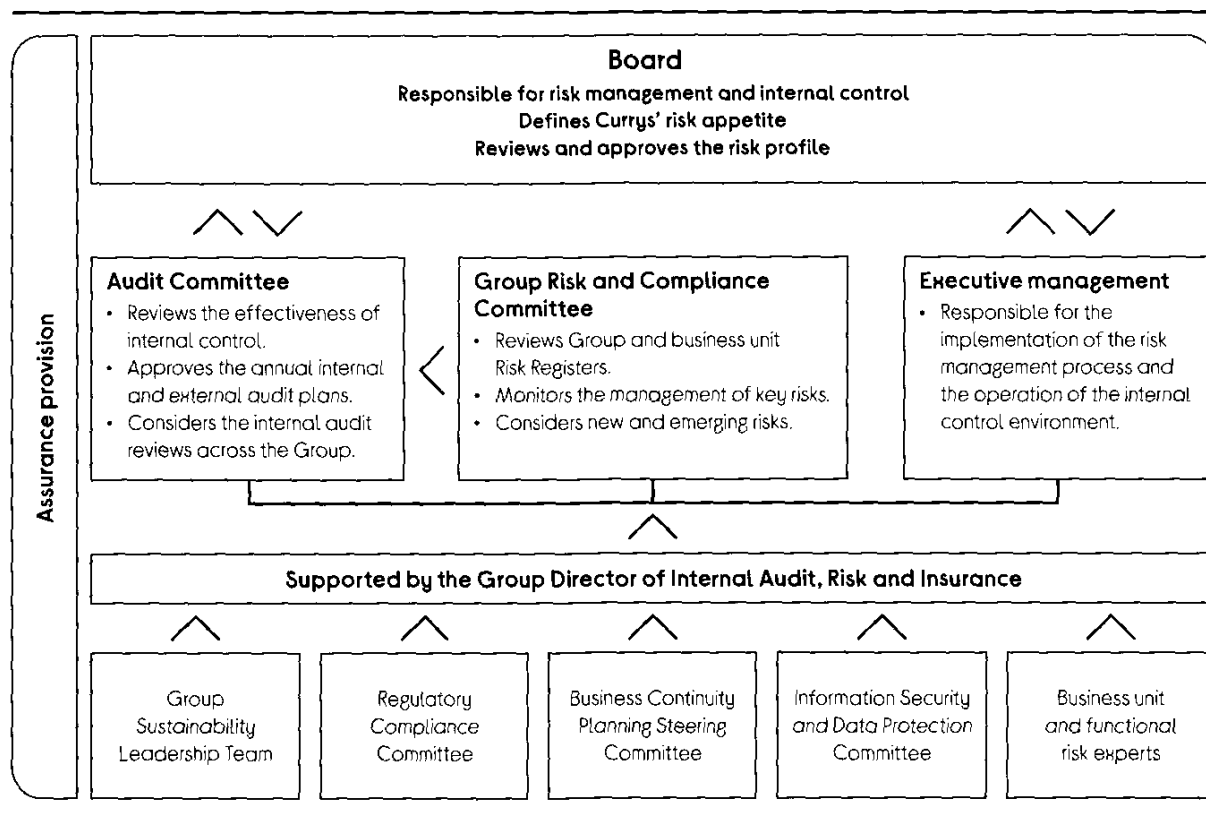 Assurance provision
Board
Responsible for risk management and internal control
Defines Currys' risk appetite
Reviews and approves the risk profile
Audit Committee
• Reviews the effectiveness of
internal control.
• Approves the annual internal
and external audit plans.
• Considers the internal audit
reviews across the Group.
Group Risk and Compliance
Committee
• Reviews Group and business unit
Risk Registers.
• Monitors the management of key risks.
• Considers new and emerging risks.
Executive management
• Responsible for the
implementation of the risk
management process and
the operation of the internal
control environment.
Supported by the Group Director of Internal Audit, Risk and Insurance
Group
Sustainability
Leadership Team
Regulatory
Compliance
Committee
Business Continuity
Planning Steering
Committee
Information Security
and Data Protection
Committee
Business unit
and functional
risk experts